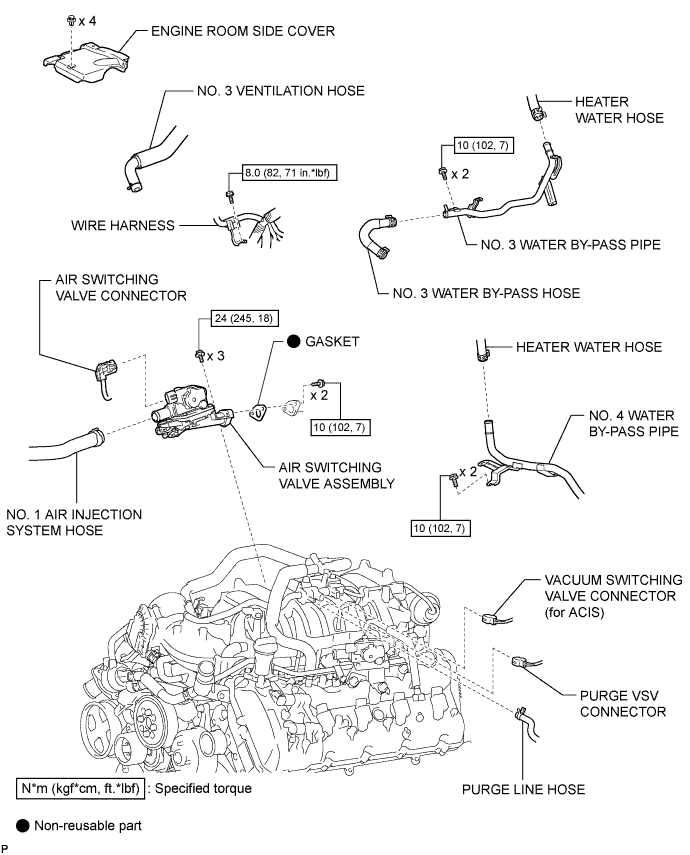 x 4
ENGINE ROOM SIDE COVER
NO. 3 VENTILATION HOSE
HEATER
WATER HOSE
10 (102, 7)
x 2
8.0 (82, 71 in.*lbf)
WIRE HARNESS
NO. 3 WATER BY-PASS PIPE
AIR SWITCHING
VALVE CONNECTOR
NO. 3 WATER BY-PASS HOSE
24 (245, 18)
x 3
GASKET
HEATER WATER HOSE
x 2
10 (102, 7)
NO. 4 WATER
BY-PASS PIPE
AIR SWITCHING
VALVE ASSEMBLY
x 2
10 (102, 7)
NO. 1 AIR INJECTION
SYSTEM HOSE
VACUUM SWITCHING
VALVE CONNECTOR
(for ACIS)
PURGE VSV
CONNECTOR
PURGE LINE HOSE
N*m (kgf*cm, ft.*lbf) : Specified torque
Non-reusable part
P